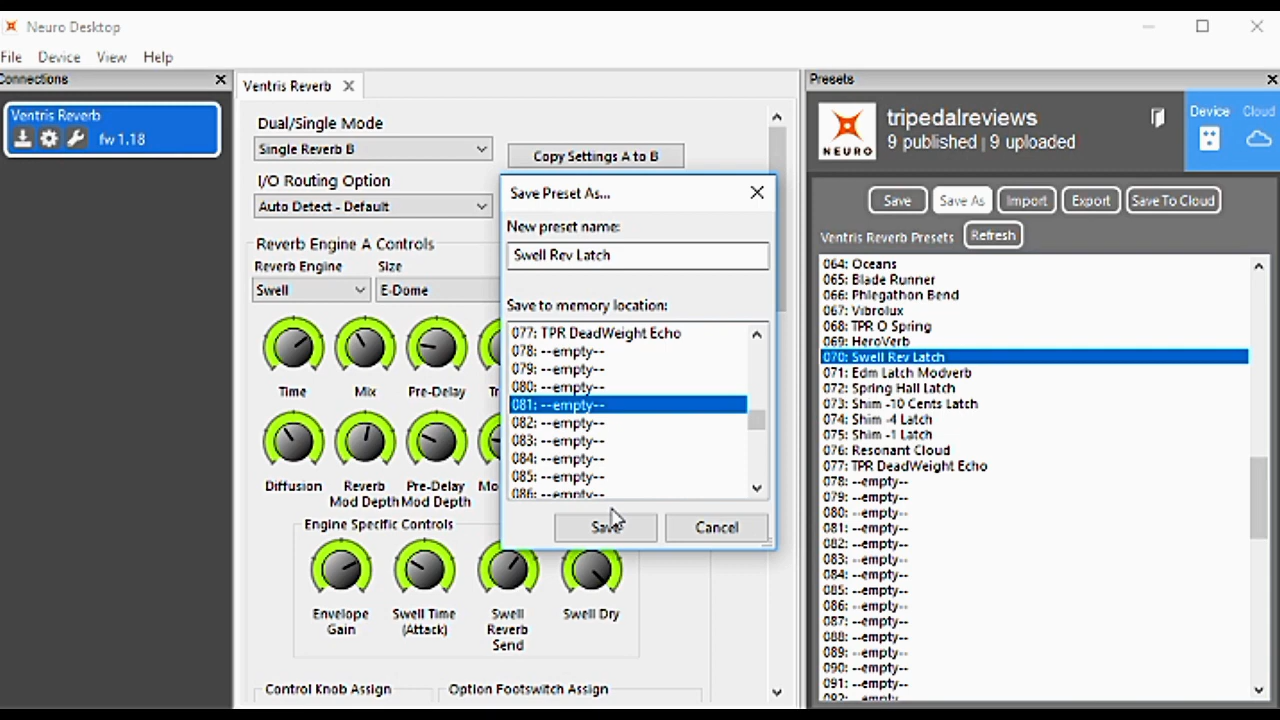 Neuro Desktop
File Device View Help
Connections
Ventris Reverb
fw 1.18
Ventris Reverb
Dual/Single Mode
Single Reverb B
Copy Settings A to B
I/O Routing Option
Auto Detect - Default
Reverb Engine A Controls
Reverb Engine Size
Swell E-Dome
Time Mix Pre-Delay Tr
Diffusion Reverb Mod Depth Pre-Delay Mod Depth Mo
Engine Specific Controls
Envelope Gain Swell Time (Attack) Swell Reverb Send Swell Dry
Control Knob Assign Option Footswitch Assign
Save Preset As...
New preset name:
Swell Rev Latch
Save to memory location:
077: TPR DeadWeight Echo
078: --empty--
079: --empty--
080: --empty--
081: --empty--
082: --empty--
083: --empty--
084: --empty--
085: --empty--
086: --empty--
Save Cancel
Presets
NEURO
tripedalreviews
9 published | 9 uploaded
Device Cloud
Save Save As Import Export Save To Cloud
Ventris Reverb Presets Refresh
064: Oceans
065: Blade Runner
066: Phlegathon Bend
067: Vibrolux
068: TPR O Spring
069: HeroVerb
070: Swell Rev Latch
071: Edm Latch Modverb
072: Spring Hall Latch
073: Shim -10 Cents Latch
074: Shim -4 Latch
075: Shim -1 Latch
076: Resonant Cloud
077: TPR DeadWeight Echo
078: --empty--
079: --empty--
080: --empty--
081: --empty--
082: --empty--
083: --empty--
084: --empty--
085: --empty--
086: --empty--
087: --empty--
088: --empty--
089: --empty--
090: --empty--
091: --empty--
092: --empty--